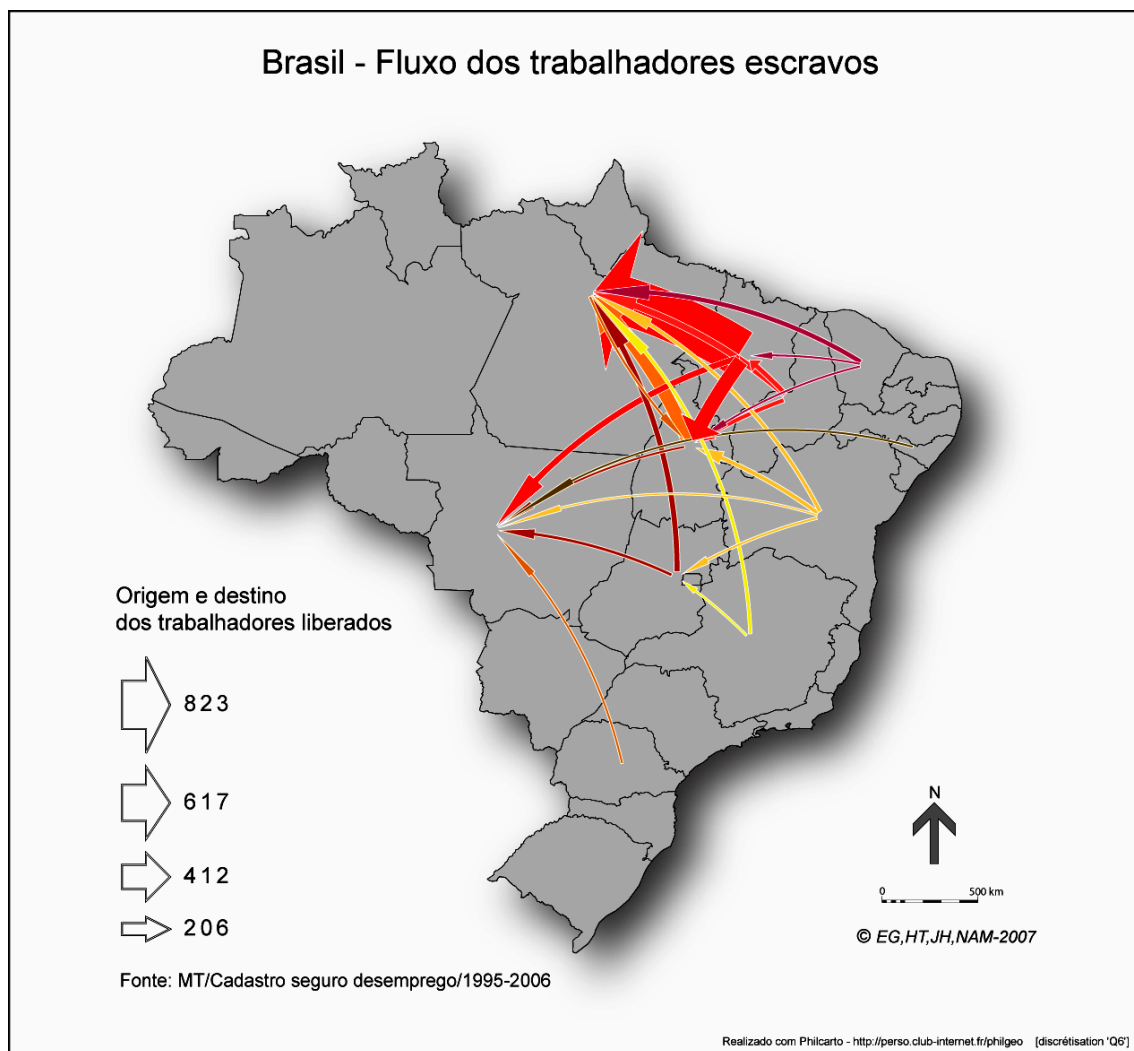 Brasil - Fluxo dos trabalhadores escravos
Origem e destino
dos trabalhadores liberados
823
617
412
206
N
0 500 km
© EG,HT,JH,NAM-2007
Fonte: MT/Cadastro seguro desemprego/1995-2006
Realizado com Philcarto - http://perso.club-internet.fr/philgeo [discrétisation 'Q6']